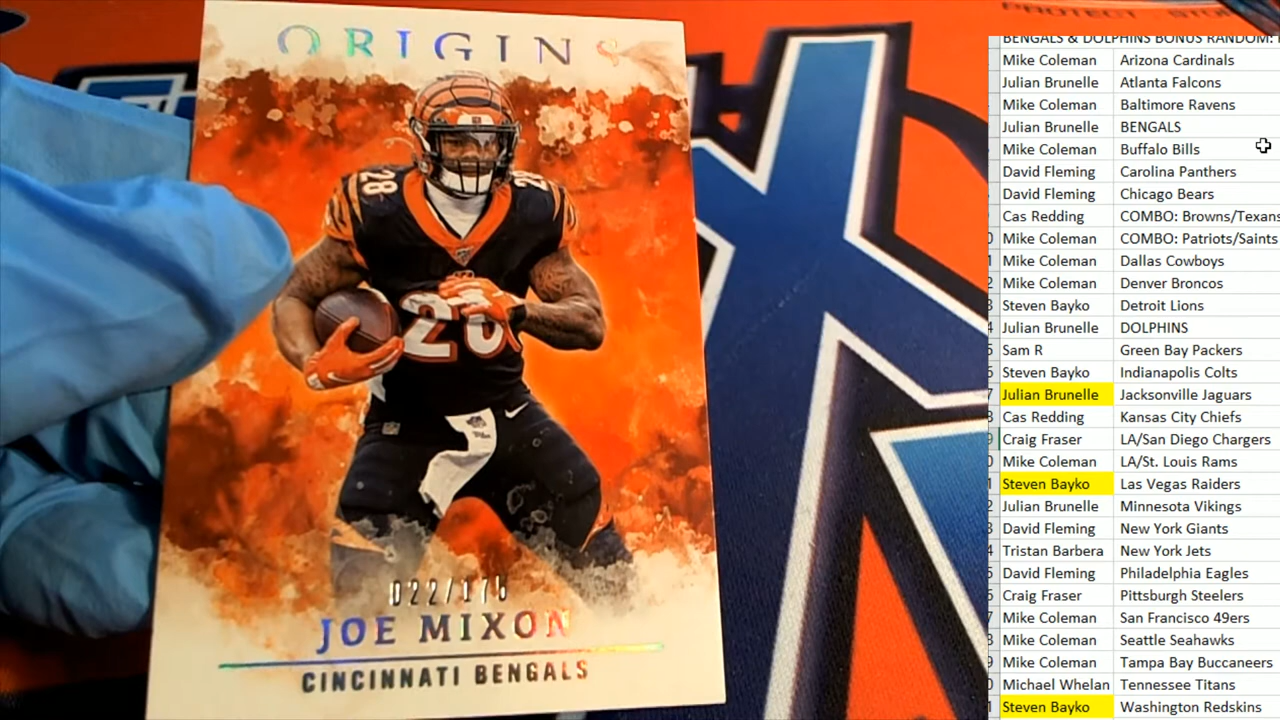 ORIGINS
28
28
28
022/175
JOE MIXON
CINCINNATI BENGALS
BENGALS & DOLPHINS BONUS RANDOM:
Mike Coleman Arizona Cardinals
Julian Brunelle Atlanta Falcons
Mike Coleman Baltimore Ravens
Julian Brunelle BENGALS
Mike Coleman Buffalo Bills
David Fleming Carolina Panthers
David Fleming Chicago Bears
Cas Redding COMBO: Browns/Texans
Mike Coleman COMBO: Patriots/Saints
Mike Coleman Dallas Cowboys
Mike Coleman Denver Broncos
Steven Bayko Detroit Lions
Julian Brunelle DOLPHINS
Sam R Green Bay Packers
Steven Bayko Indianapolis Colts
Julian Brunelle Jacksonville Jaguars
Cas Redding Kansas City Chiefs
Craig Fraser LA/San Diego Chargers
Mike Coleman LA/St. Louis Rams
Steven Bayko Las Vegas Raiders
Julian Brunelle Minnesota Vikings
David Fleming New York Giants
Tristan Barbera New York Jets
David Fleming Philadelphia Eagles
Craig Fraser Pittsburgh Steelers
Mike Coleman San Francisco 49ers
Mike Coleman Seattle Seahawks
Mike Coleman Tampa Bay Buccaneers
Michael Whelan Tennessee Titans
Steven Bayko Washington Redskins